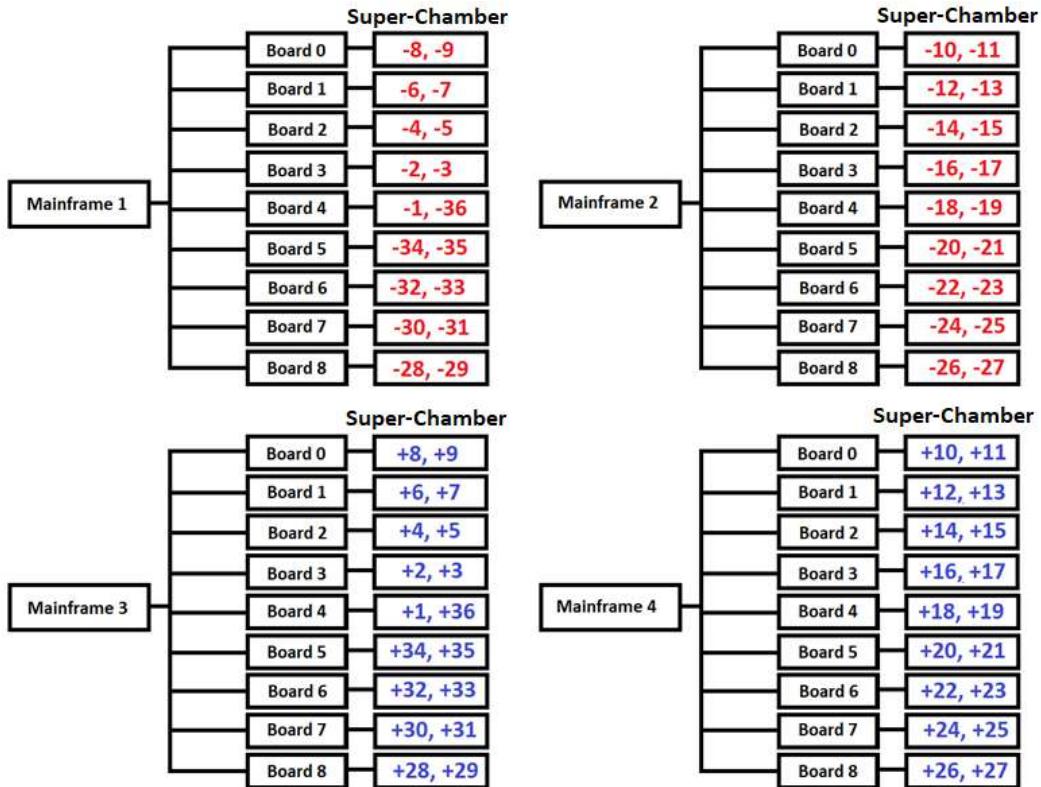 Super-Chamber
Board 0 -8, -9
Board 1 -6, -7
Board 2 -4, -5
Board 3 -2, -3
Mainframe 1
Board 4 -1, -36
Board 5 -34, -35
Board 6 -32, -33
Board 7 -30, -31
Board 8 -28, -29
Super-Chamber
Board 0 -10, -11
Board 1 -12, -13
Board 2 -14, -15
Board 3 -16, -17
Mainframe 2
Board 4 -18, -19
Board 5 -20, -21
Board 6 -22, -23
Board 7 -24, -25
Board 8 -26, -27
Super-Chamber
Board 0 +8, +9
Board 1 +6, +7
Board 2 +4, +5
Board 3 +2, +3
Mainframe 3
Board 4 +1, +36
Board 5 +34, +35
Board 6 +32, +33
Board 7 +30, +31
Board 8 +28, +29
Super-Chamber
Board 0 +10, +11
Board 1 +12, +13
Board 2 +14, +15
Board 3 +16, +17
Mainframe 4
Board 4 +18, +19
Board 5 +20, +21
Board 6 +22, +23
Board 7 +24, +25
Board 8 +26, +27